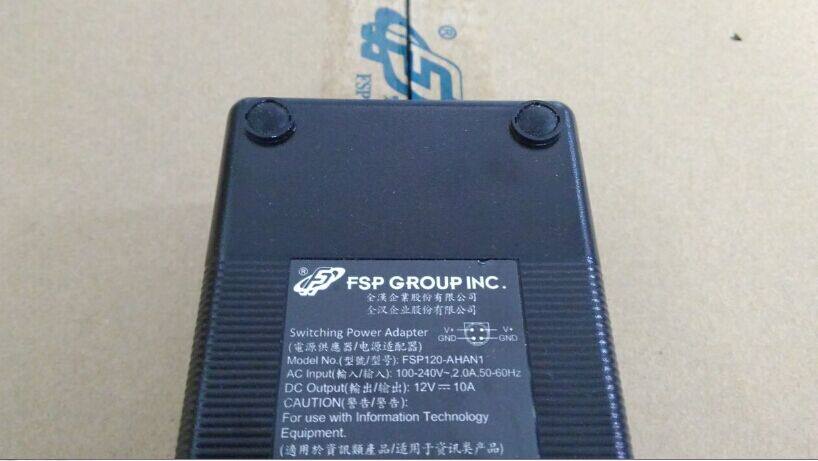 ®
FSP
® FSP GROUP INC.
全漢企業股份有限公司
全汉企业股份有限公司
Switching Power Adapter
V+ V+
GND GND
(電源供應器/电源适配器)
Model No.(型號/型号): FSP120-AHAN1
AC Input(輸入/输入): 100-240V~,2.0A,50-60Hz
DC Output(輸出/输出): 12V⎓10A
CAUTION(警告/警告):
For use with Information Technology
Equipment.
(適用於資訊類產品/适用于资讯类产品)